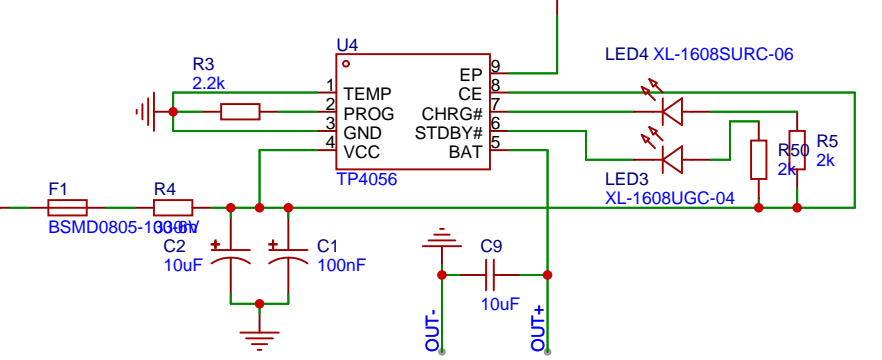 U4
LED4 XL-1608SURC-06
R3
2.2k
1
2
3
4
TEMP
PROG
GND
VCC
EP
CE
CHRG#
STDBY#
BAT
9
8
7
6
5
TP4056
R50
2k
R5
2k
LED3
XL-1608UGC-04
F1
R4
C2
10uF
C1
100nF
C9
10uF
OUT-
OUT+